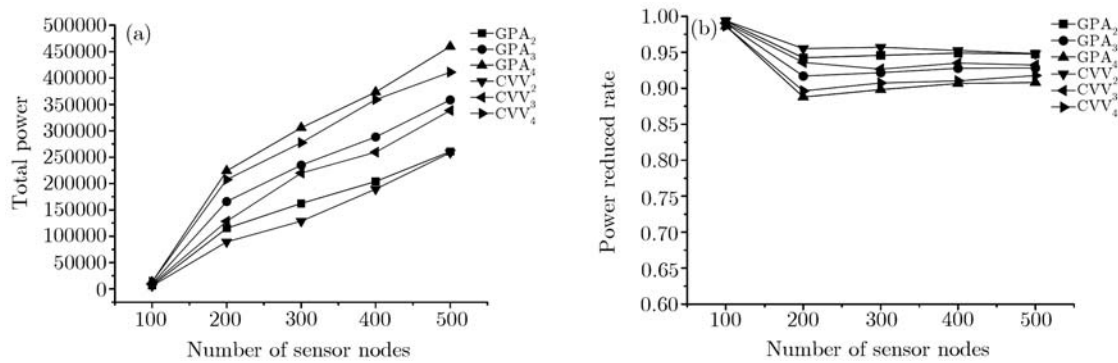 (a)
Total power
500000
450000
400000
350000
300000
250000
200000
150000
100000
50000
0
100 200 300 400 500
Number of sensor nodes
GPA₂
GPA₃
GPA₄
CVV₂
CVV₃
CVV₄
(b)
Power reduced rate
1.00
0.95
0.90
0.85
0.80
0.75
0.70
0.65
0.60
100 200 300 400 500
Number of sensor nodes
GPA₂
GPA₃
GPA₄
CVV₂
CVV₃
CVV₄